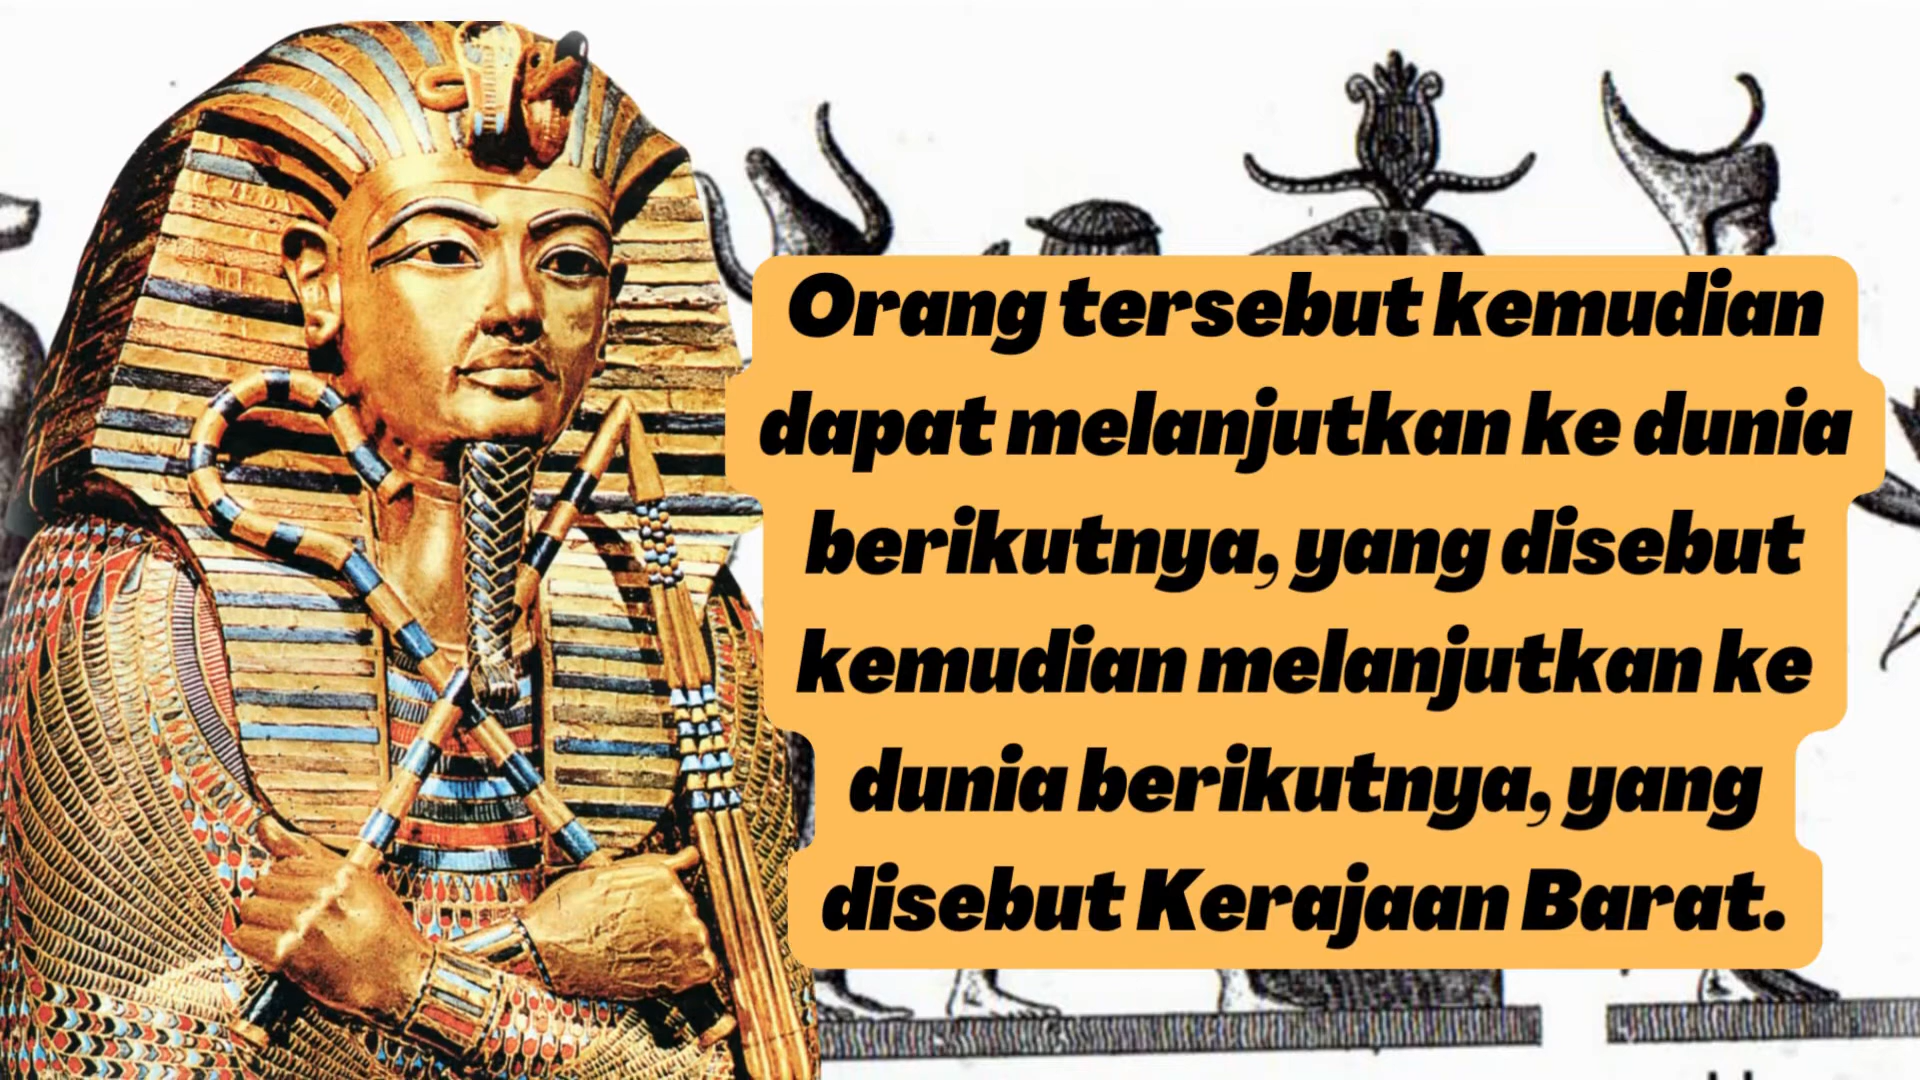 Orang tersebut kemudian
dapat melanjutkan ke dunia
berikutnya, yang disebut
kemudian melanjutkan ke
dunia berikutnya, yang
disebut Kerajaan Barat.